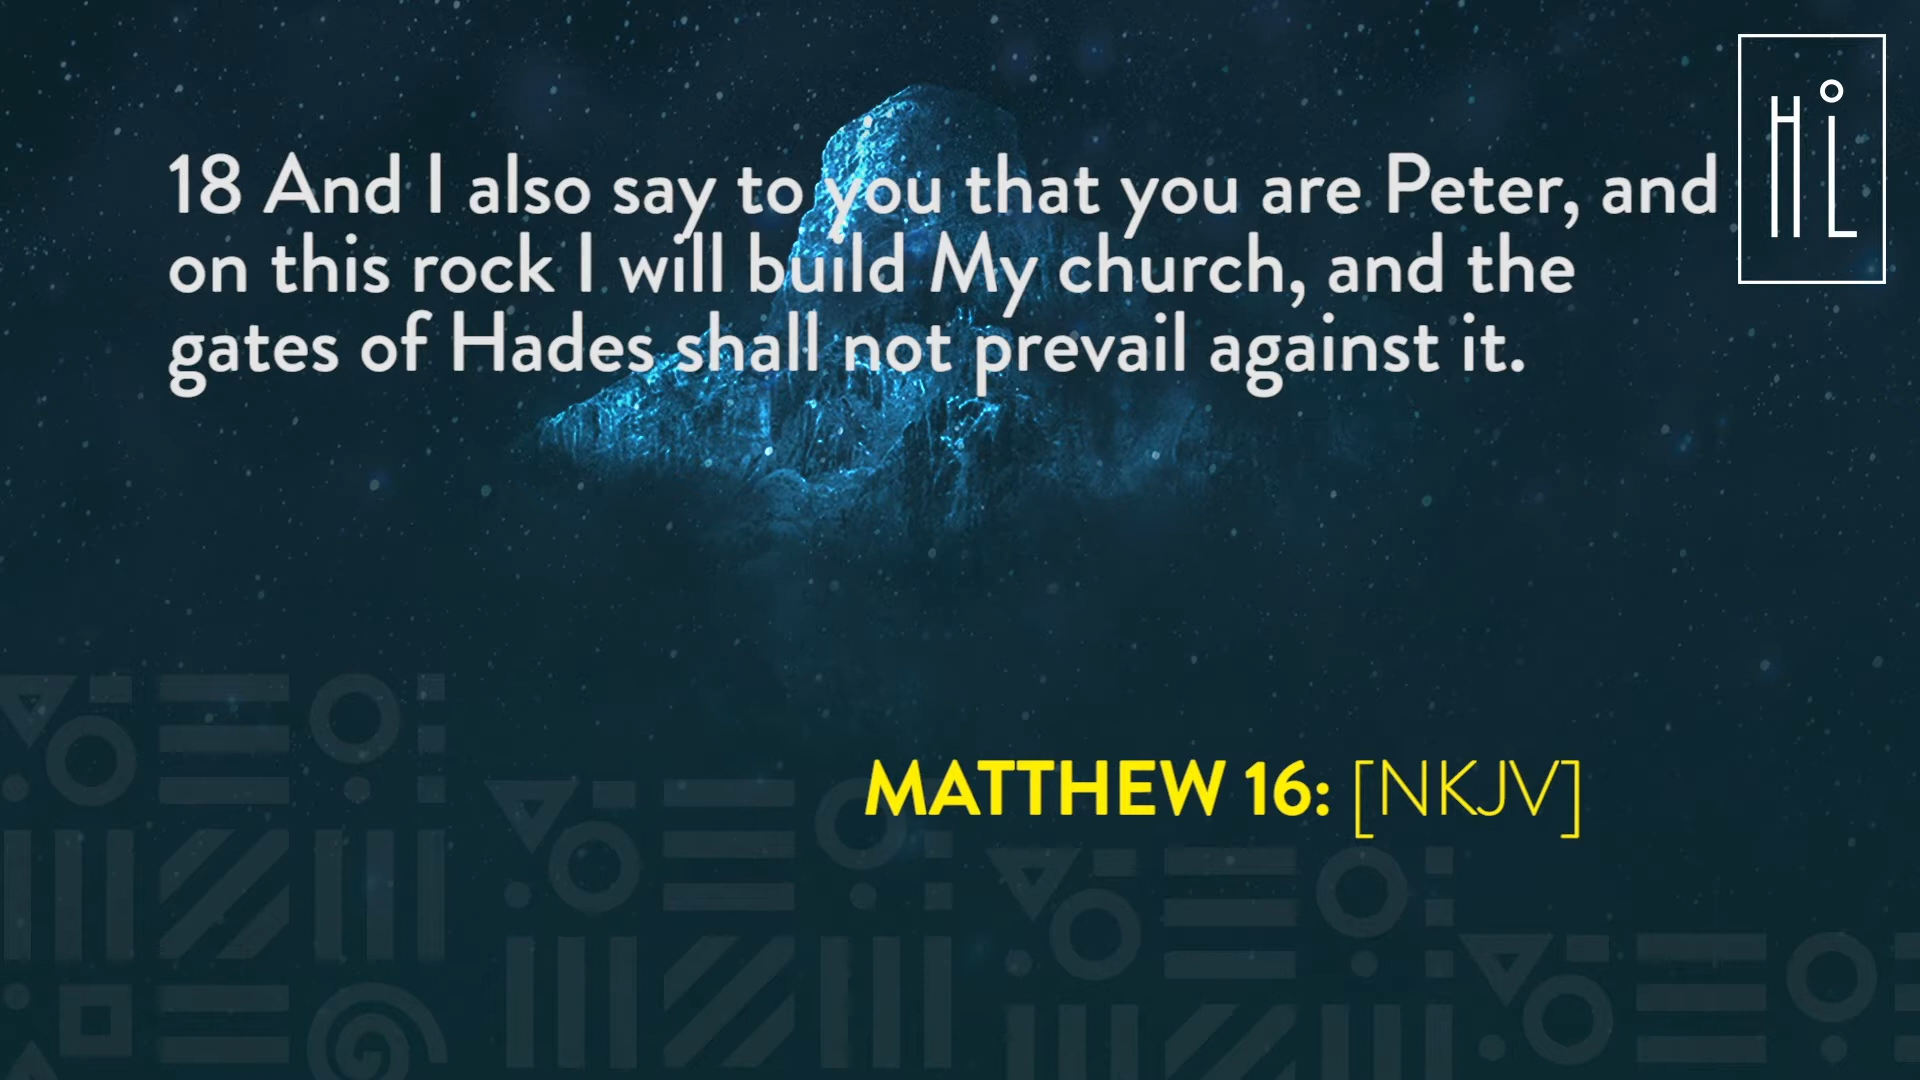 18 And I also say to you that you are Peter, and
on this rock I will build My church, and the
gates of Hades shall not prevail against it.
MATTHEW 16: [NKJV]
HiL